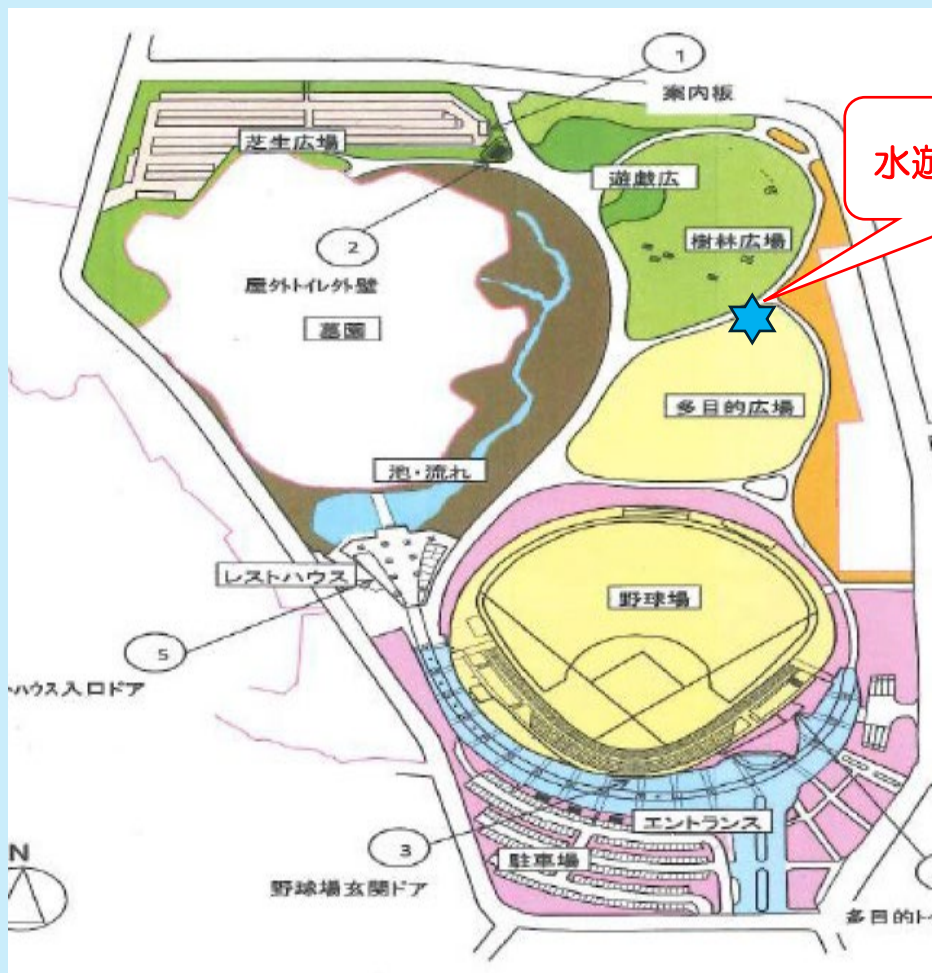 1
案内板
水遊
芝生広場
遊戯広
樹林広場
2
屋外トイレ外壁
墓園
多目的広場
池・流れ
レストハウス
野球場
5
ハウス入口ドア
エントランス
3
駐車場
N
野球場玄関ドア
多目的ト